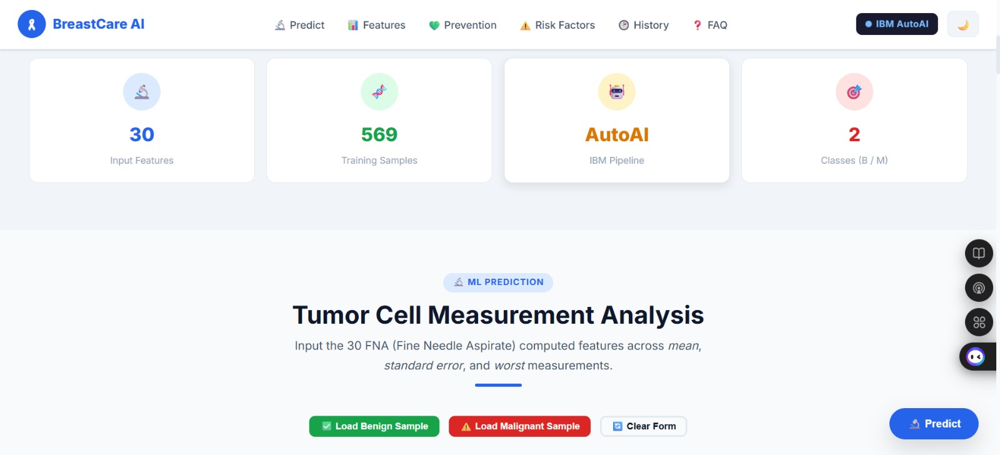 BreastCare AI
Predict
Features
Prevention
Risk Factors
History
FAQ
IBM AutoAI
30
Input Features
569
Training Samples
AutoAI
IBM Pipeline
2
Classes (B / M)
ML PREDICTION
Tumor Cell Measurement Analysis
Input the 30 FNA (Fine Needle Aspirate) computed features across mean,
standard error, and worst measurements.
Load Benign Sample
Load Malignant Sample
Clear Form
Predict